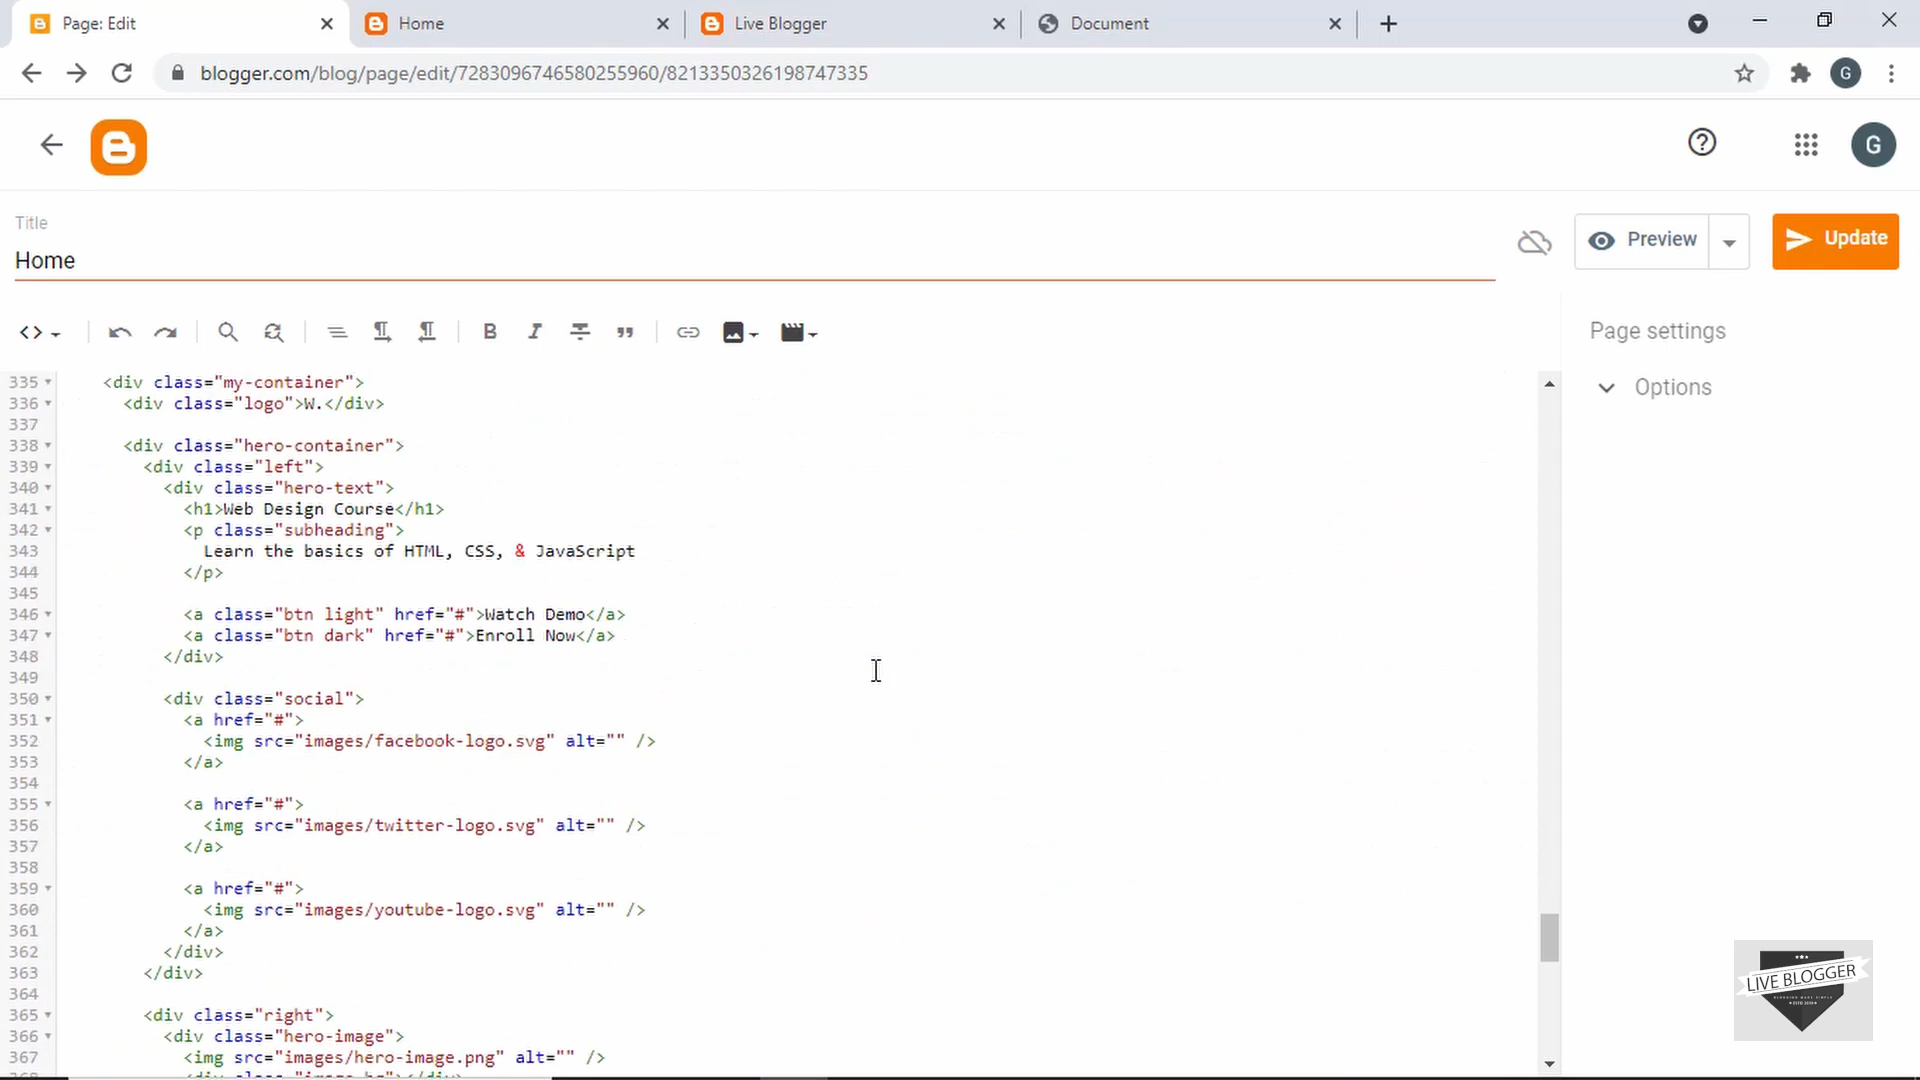 Page: Edit
Home
Live Blogger
Document
blogger.com/blog/page/edit/7283096746580255960/8213350326198747335
G
G
Title
Home
Preview
Update
Page settings
Options
335 <div class="my-container">
336 <div class="logo">W.</div>
337
338 <div class="hero-container">
339 <div class="left">
340 <div class="hero-text">
341 <h1>Web Design Course</h1>
342 <p class="subheading">
343 Learn the basics of HTML, CSS, & JavaScript
344 </p>
345
346 <a class="btn light" href="#">Watch Demo</a>
347 <a class="btn dark" href="#">Enroll Now</a>
348 </div>
349
350 <div class="social">
351 <a href="#">
352 <img src="images/facebook-logo.svg" alt="" />
353 </a>
354
355 <a href="#">
356 <img src="images/twitter-logo.svg" alt="" />
357 </a>
358
359 <a href="#">
360 <img src="images/youtube-logo.svg" alt="" />
361 </a>
362 </div>
363 </div>
364
365 <div class="right">
366 <div class="hero-image">
367 <img src="images/hero-image.png" alt="" />
LIVE BLOGGER